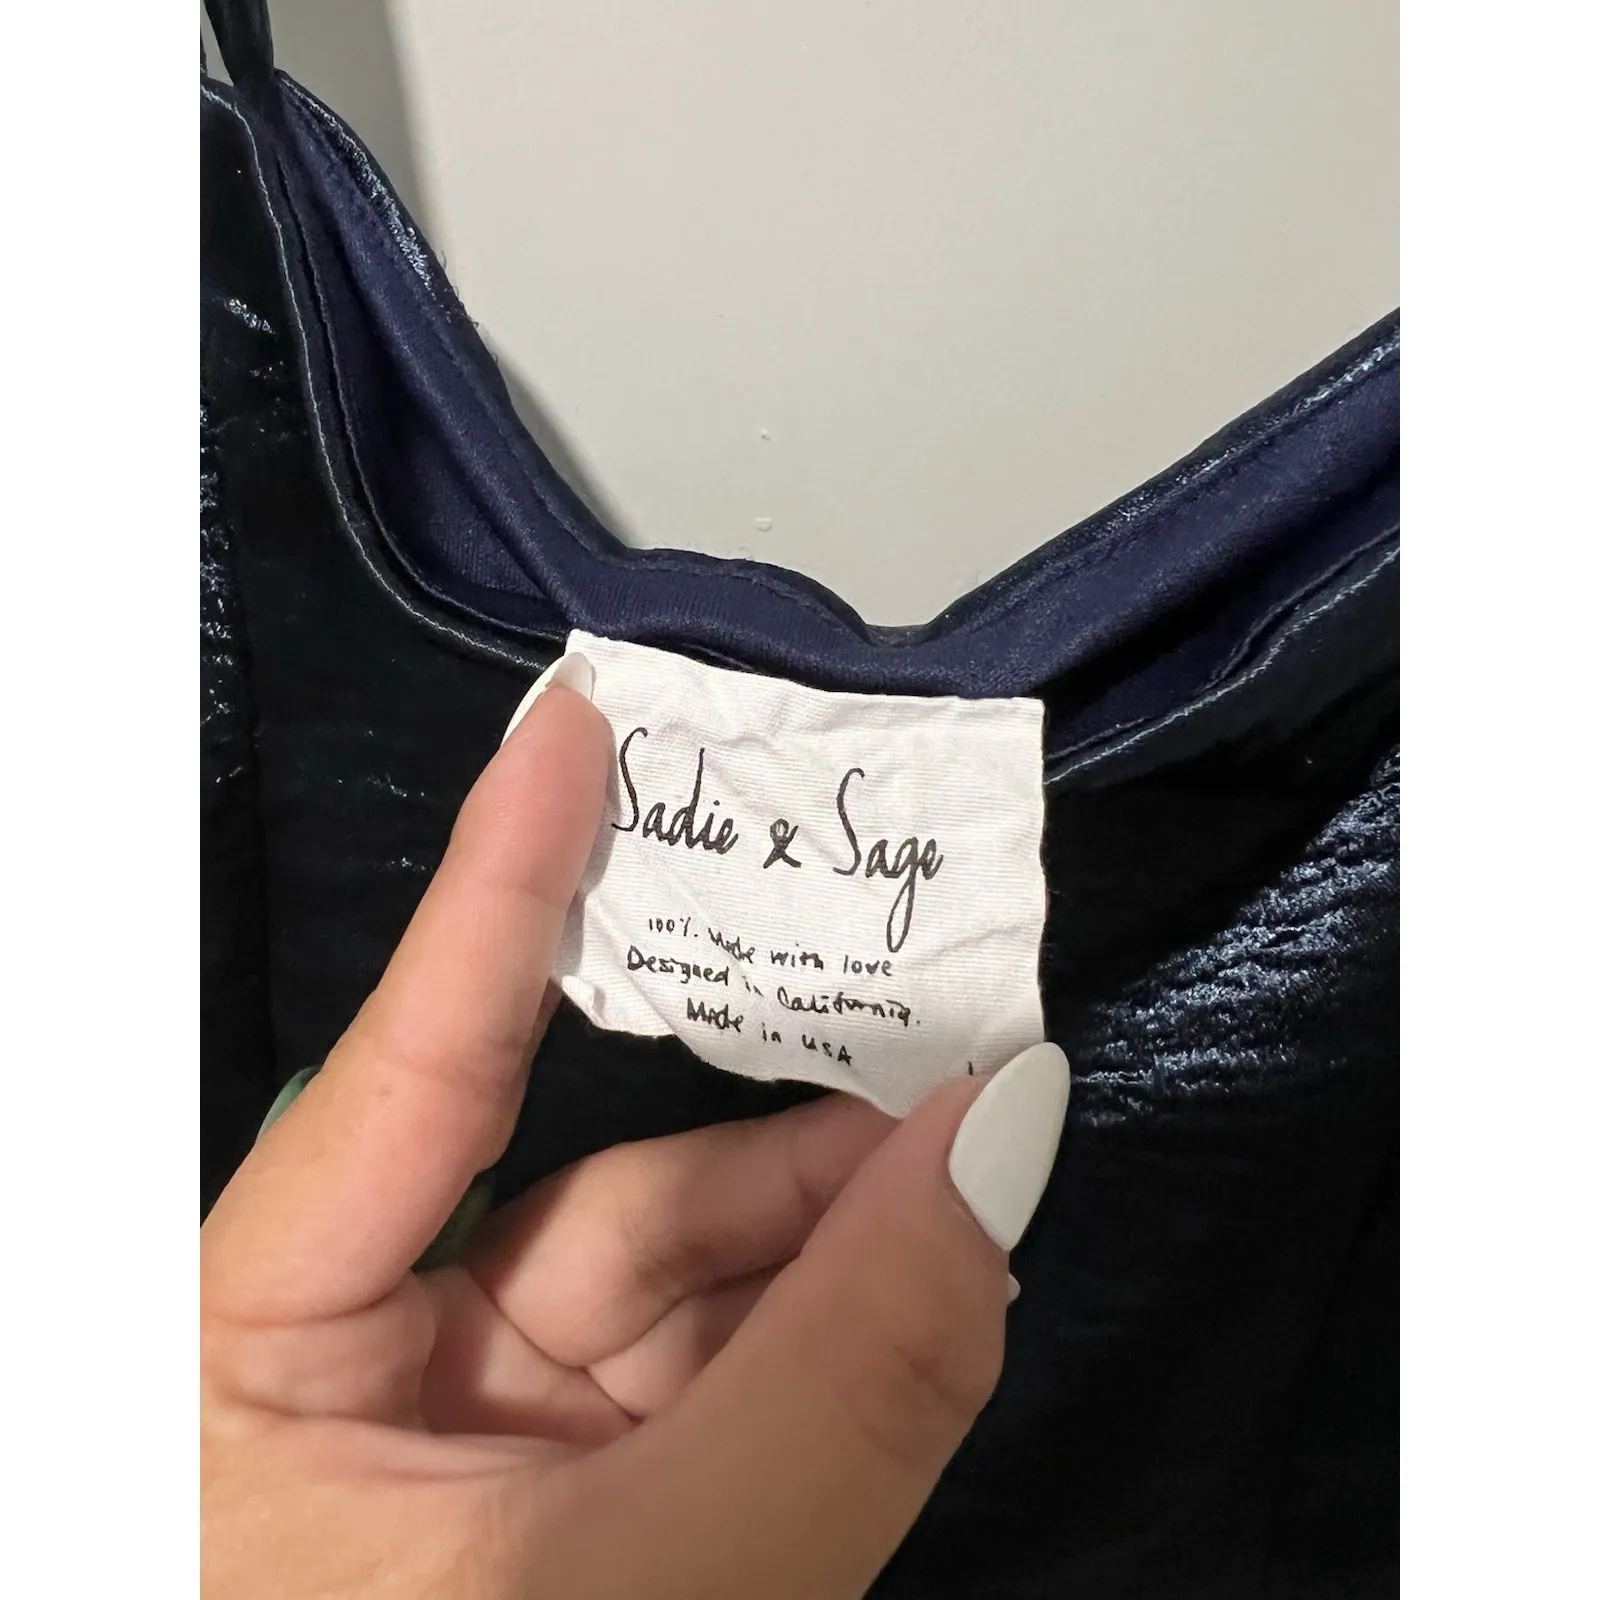 Sadie & Sage
100% Made with love
Designed in California.
Made in USA